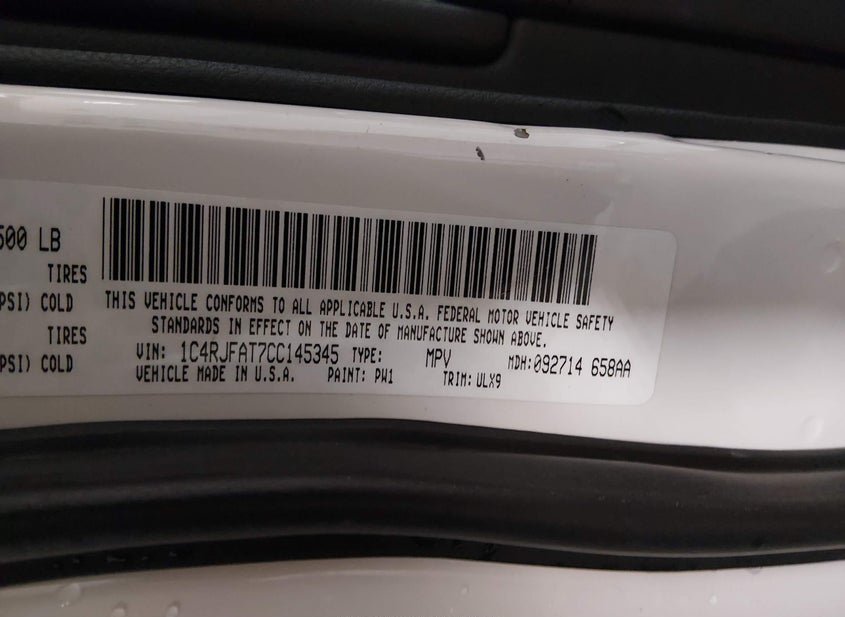 500 LB
TIRES
PSI) COLD
TIRES
PSI) COLD
THIS VEHICLE CONFORMS TO ALL APPLICABLE U.S.A. FEDERAL MOTOR VEHICLE SAFETY
STANDARDS IN EFFECT ON THE DATE OF MANUFACTURE SHOWN ABOVE.
VIN: 1C4RJFAT7CC145345 TYPE: MPV MDH:092714 658AA
VEHICLE MADE IN U.S.A. PAINT: PW1 TRIM: ULX9